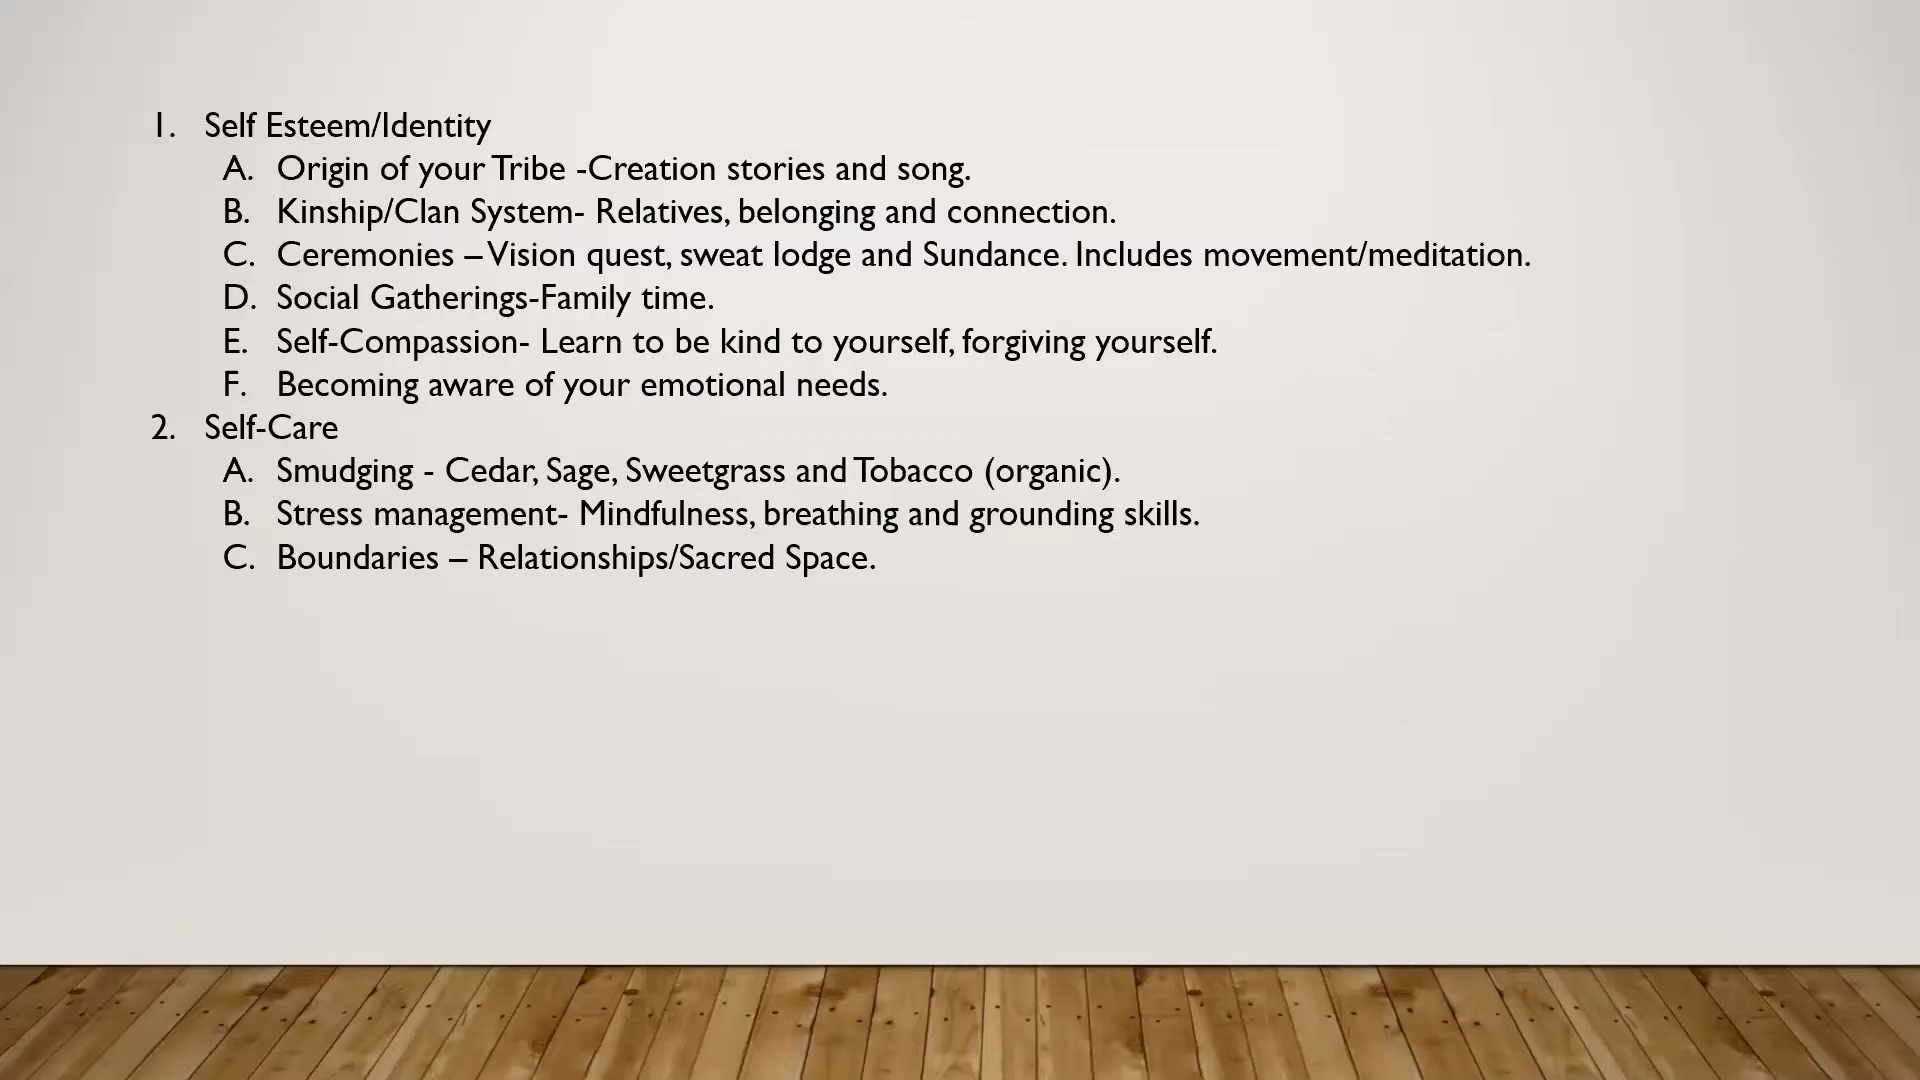 1. Self Esteem/Identity
A. Origin of your Tribe -Creation stories and song.
B. Kinship/Clan System- Relatives, belonging and connection.
C. Ceremonies – Vision quest, sweat lodge and Sundance. Includes movement/meditation.
D. Social Gatherings-Family time.
E. Self-Compassion- Learn to be kind to yourself, forgiving yourself.
F. Becoming aware of your emotional needs.
2. Self-Care
A. Smudging - Cedar, Sage, Sweetgrass and Tobacco (organic).
B. Stress management- Mindfulness, breathing and grounding skills.
C. Boundaries – Relationships/Sacred Space.